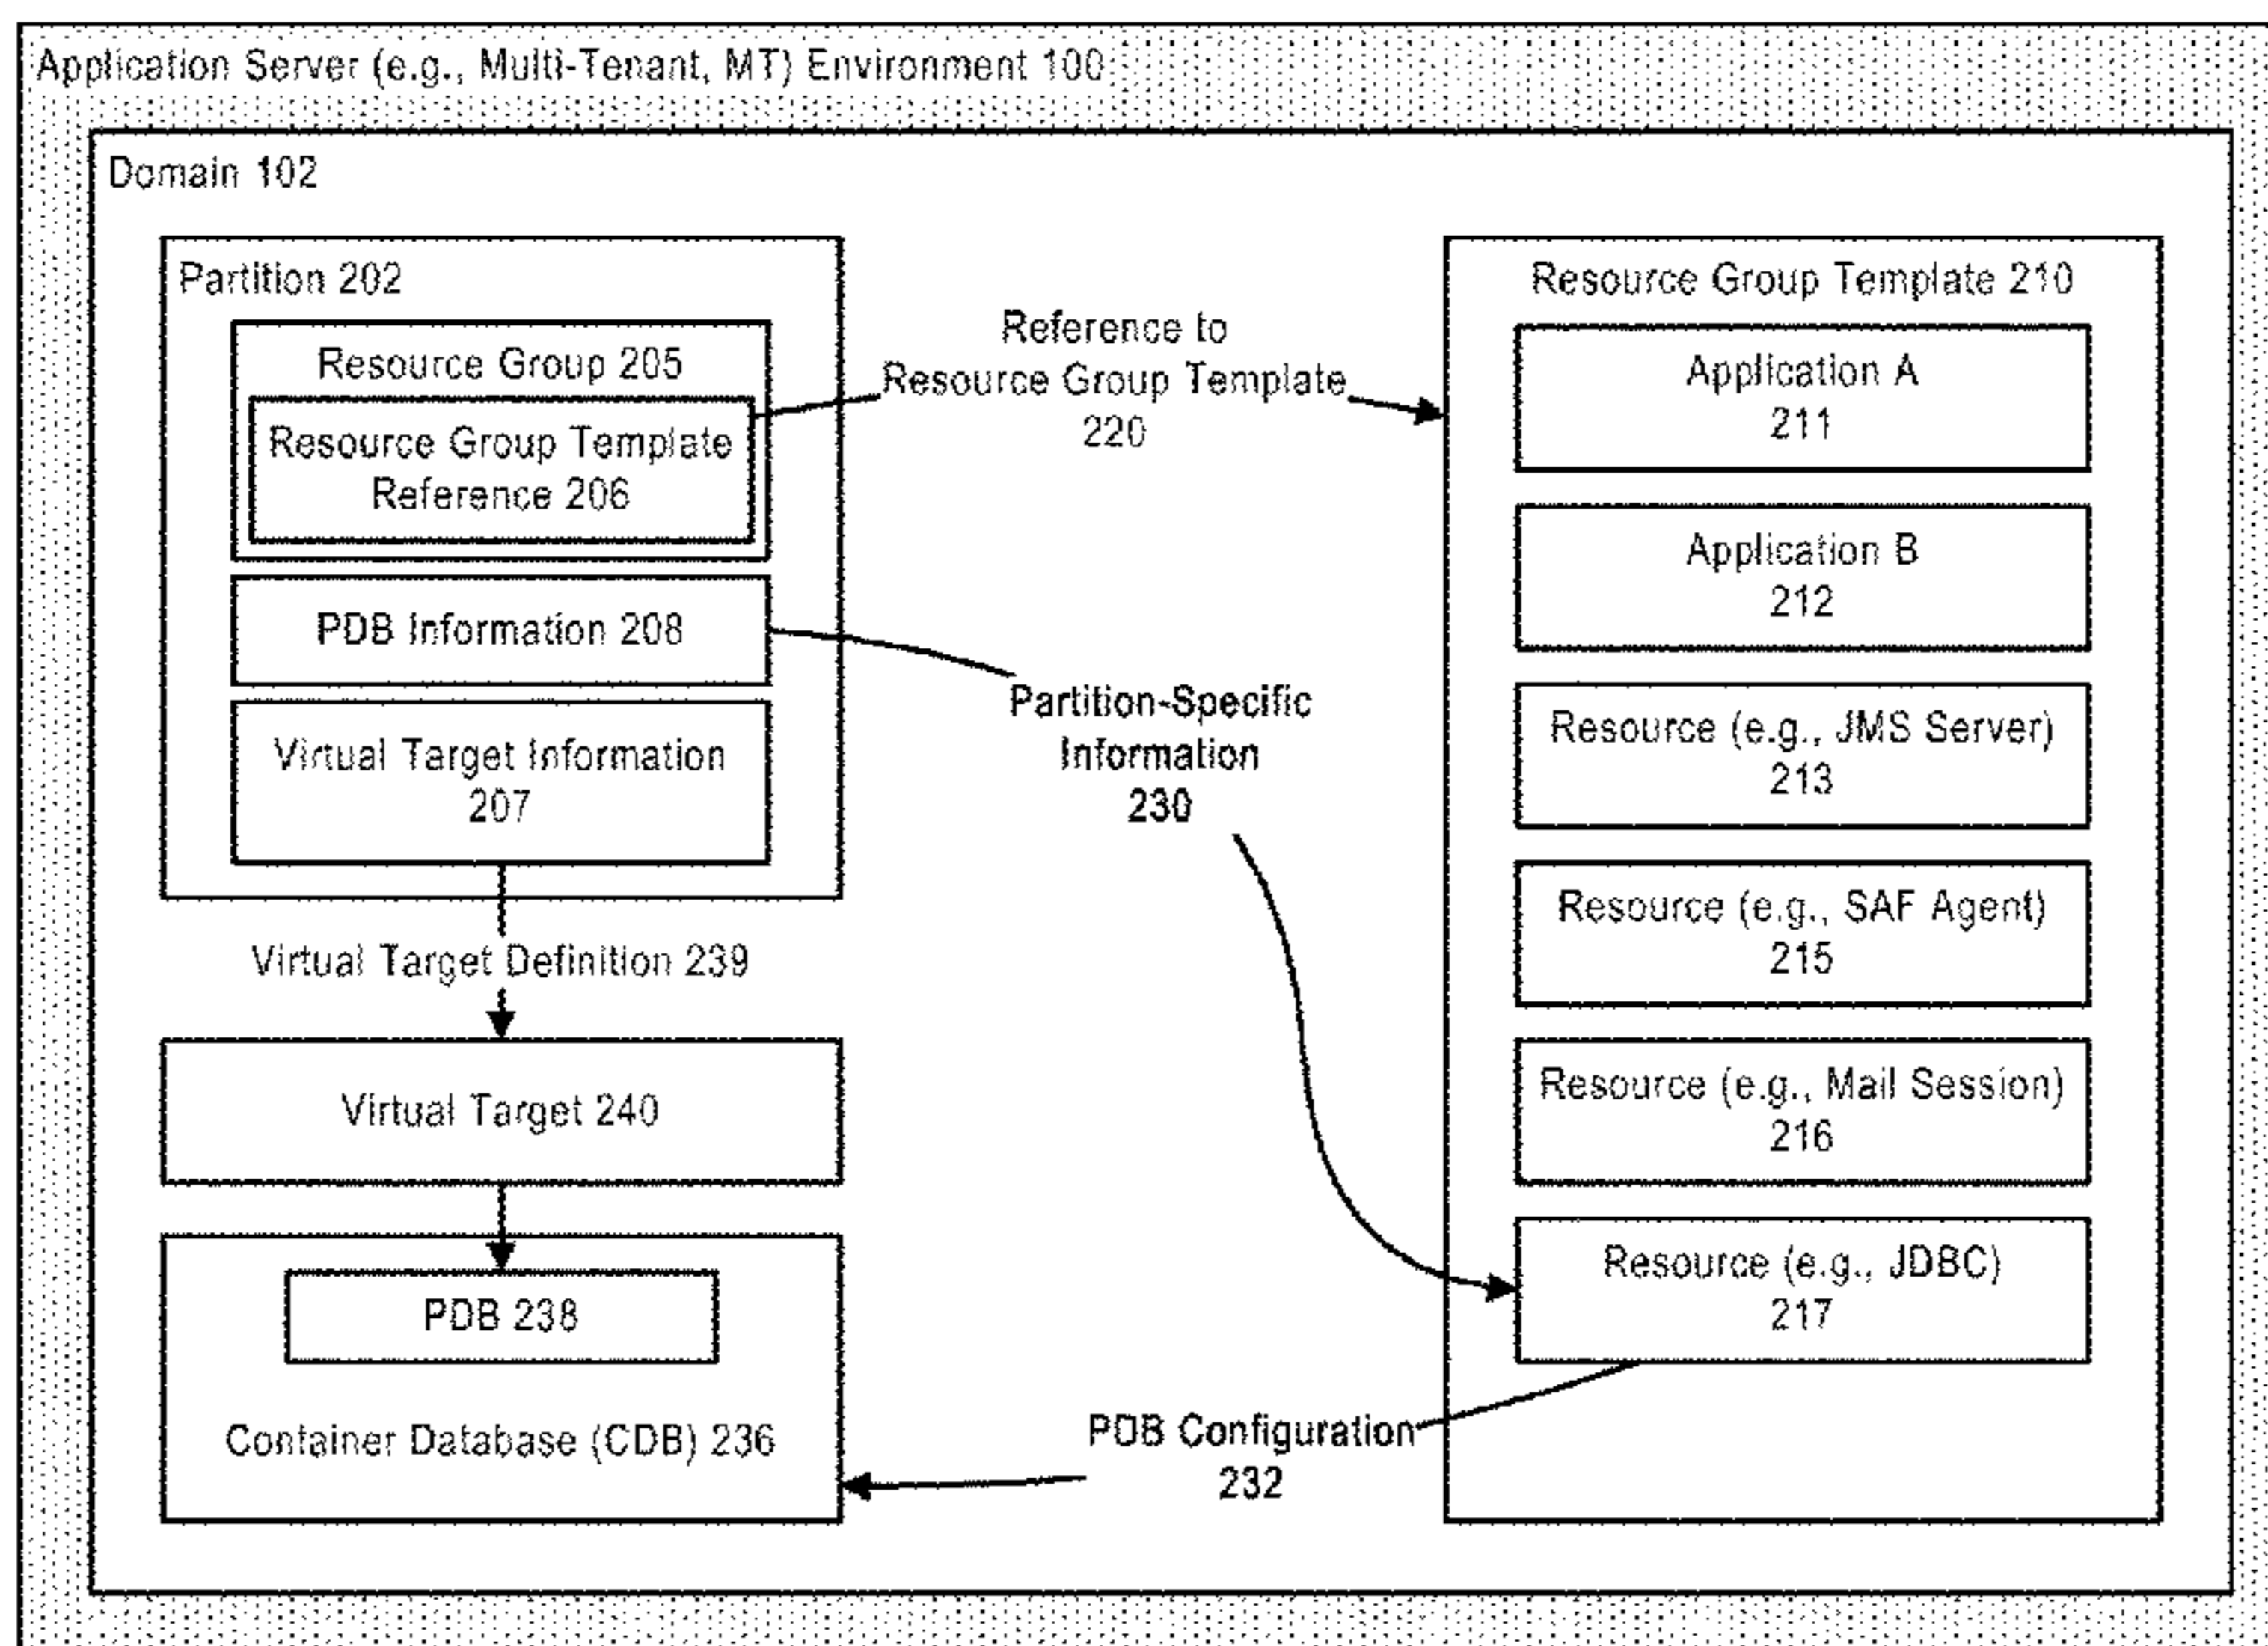 Application Server (e.g., Multi-Tenant, MT) Environment 100
Domain 102
Partition 202
Resource Group 205
Resource Group Template
Reference 206
PDB Information 208
Virtual Target Information
207
Virtual Target Definition 239
Virtual Target 240
PDB 238
Container Database (CDB) 236
Reference to
Resource Group Template
220
Partition-Specific
Information
230
PDB Configuration
232
Resource Group Template 210
Application A
211
Application B
212
Resource (e.g., JMS Server)
213
Resource (e.g., SAF Agent)
215
Resource (e.g., Mail Session)
216
Resource (e.g., JDBC)
217